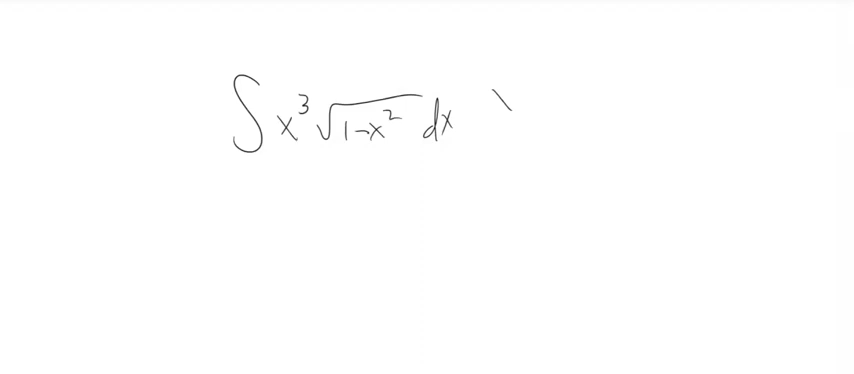 ∫ x³ √(1-x²) dx \